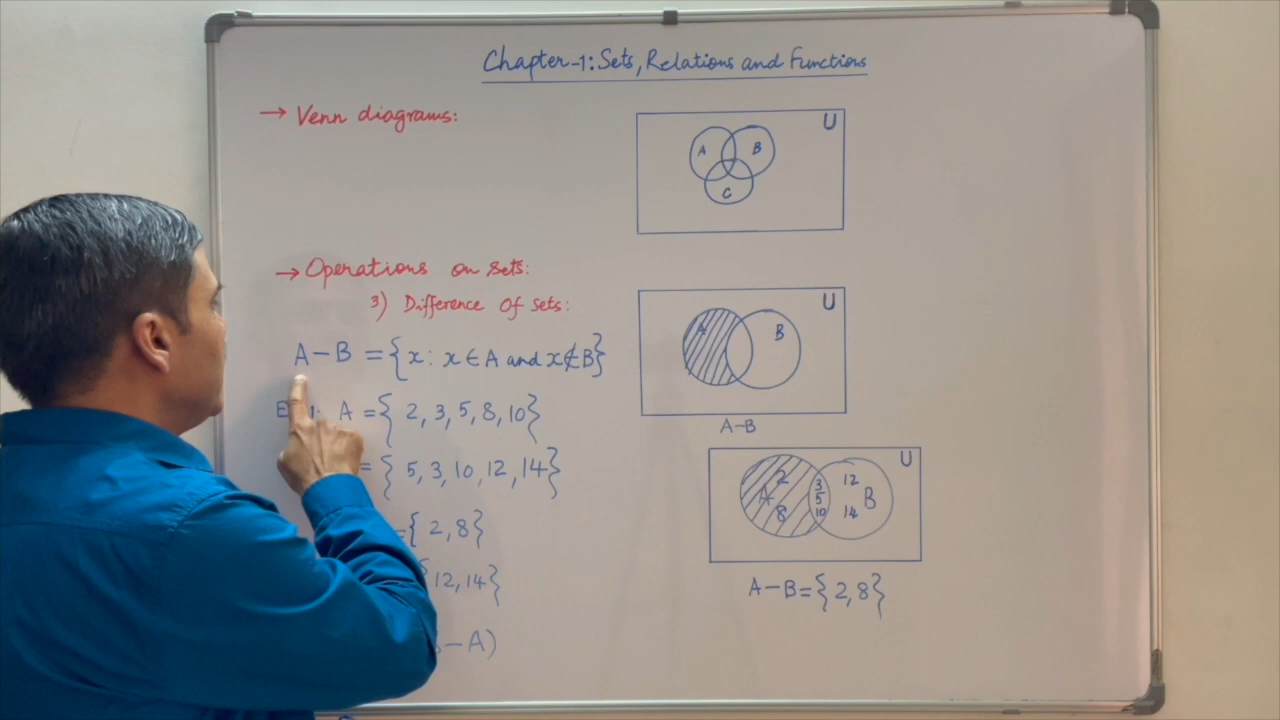 Chapter-1: Sets, Relations and Functions
→ Venn diagrams:
U
A B
C
→ Operations on sets:
3) Difference Of sets:
A-B = {x: x∈A and x∉B}
U
A B
A-B
A = {2, 3, 5, 8, 10}
= {5, 3, 10, 12, 14}
= {2, 8}
12, 14}
-A)
U
2 3 12
A 5 B
8 10 14
A-B={2,8}